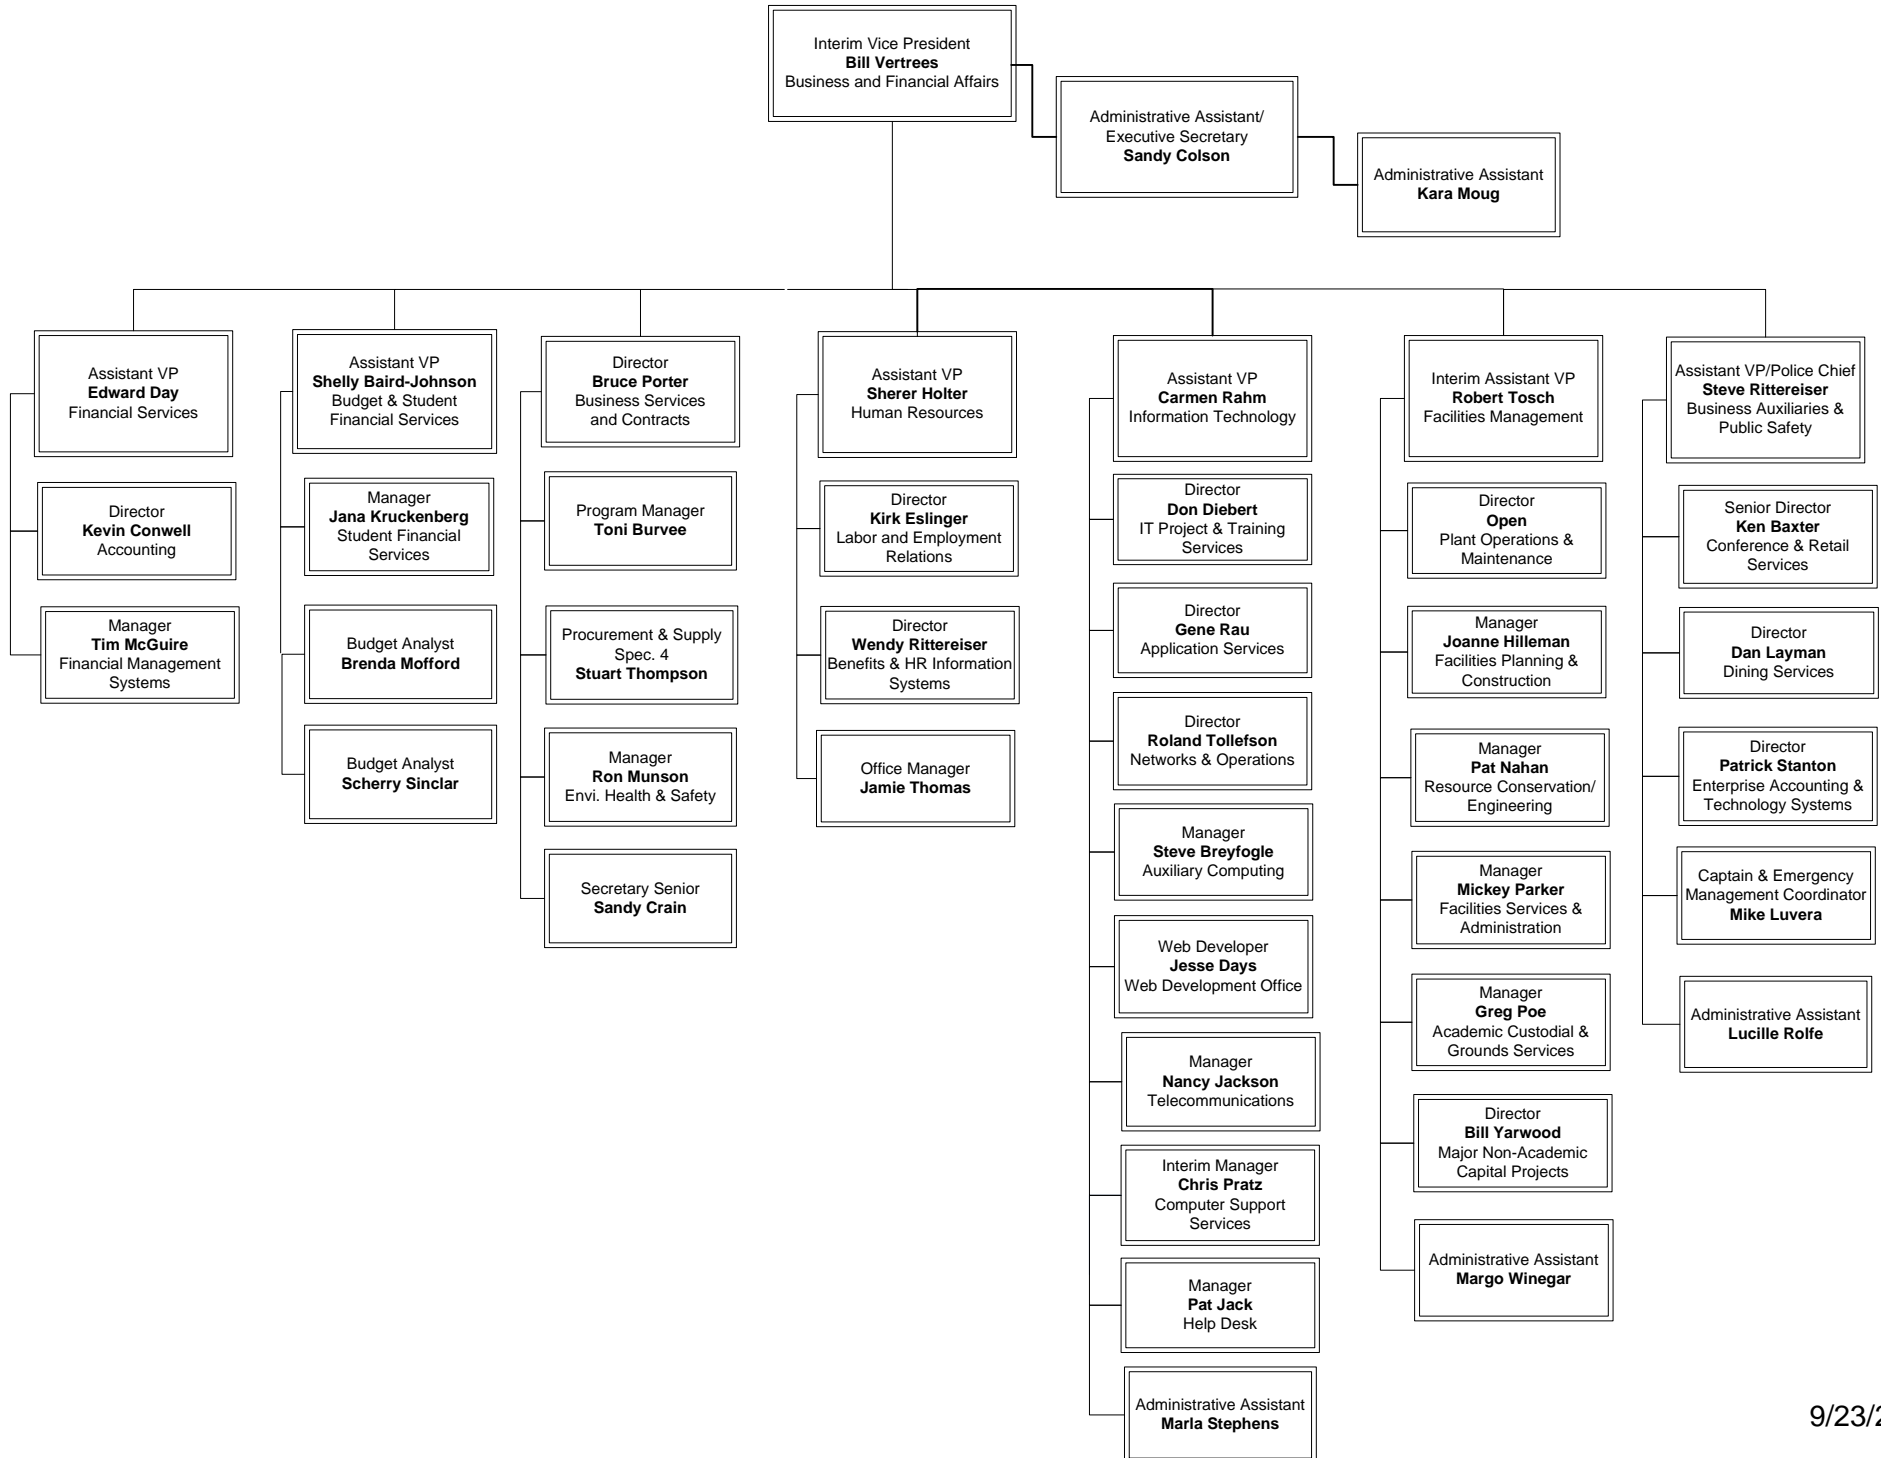 Interim Vice President
Bill Vertrees
Business and Financial Affairs
Administrative Assistant/
Executive Secretary
Sandy Colson
Administrative Assistant
Kara Moug
Assistant VP
Edward Day
Financial Services
Director
Kevin Conwell
Accounting
Manager
Tim McGuire
Financial Management
Systems
Assistant VP
Shelly Baird-Johnson
Budget & Student
Financial Services
Manager
Jana Kruckenberg
Student Financial
Services
Budget Analyst
Brenda Mofford
Budget Analyst
Scherry Sinclar
Director
Bruce Porter
Business Services
and Contracts
Program Manager
Toni Burvee
Procurement & Supply
Spec. 4
Stuart Thompson
Manager
Ron Munson
Envi. Health & Safety
Secretary Senior
Sandy Crain
Assistant VP
Sherer Holter
Human Resources
Director
Kirk Eslinger
Labor and Employment
Relations
Director
Wendy Rittereiser
Benefits & HR Information
Systems
Office Manager
Jamie Thomas
Assistant VP
Carmen Rahm
Information Technology
Director
Don Diebert
IT Project & Training
Services
Director
Gene Rau
Application Services
Director
Roland Tollefson
Networks & Operations
Manager
Steve Breyfogle
Auxiliary Computing
Web Developer
Jesse Days
Web Development Office
Manager
Nancy Jackson
Telecommunications
Interim Manager
Chris Pratz
Computer Support
Services
Manager
Pat Jack
Help Desk
Administrative Assistant
Marla Stephens
Interim Assistant VP
Robert Tosch
Facilities Management
Director
Open
Plant Operations &
Maintenance
Manager
Joanne Hilleman
Facilities Planning &
Construction
Manager
Pat Nahan
Resource Conservation/
Engineering
Manager
Mickey Parker
Facilities Services &
Administration
Manager
Greg Poe
Academic Custodial &
Grounds Services
Director
Bill Yarwood
Major Non-Academic
Capital Projects
Administrative Assistant
Margo Winegar
Assistant VP/Police Chief
Steve Rittereiser
Business Auxiliaries &
Public Safety
Senior Director
Ken Baxter
Conference & Retail
Services
Director
Dan Layman
Dining Services
Director
Patrick Stanton
Enterprise Accounting &
Technology Systems
Captain & Emergency
Management Coordinator
Mike Luvera
Administrative Assistant
Lucille Rolfe
9/23/